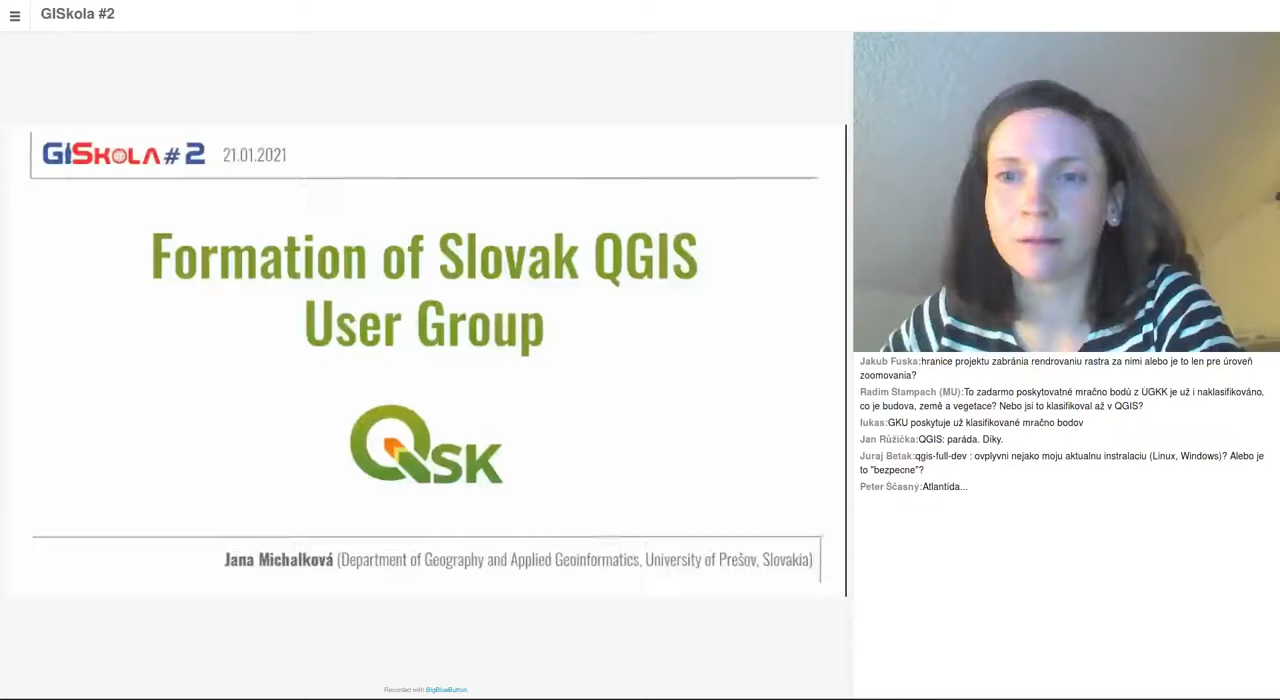 GISkola #2
GISKOLA # 2 21.01.2021
Formation of Slovak QGIS
User Group
QSK
Jana Michalková (Department of Geography and Applied Geoinformatics, University of Prešov, Slovakia)
Jakub Fuska:hranice projektu zabránia rendrovaniu rastra za nimi alebo je to len pre úroveň
zoomovania?
Radim Štampach (MU):To zadarmo poskytovatné mračno bodů z ÚGKK je už i naklasifikováno,
co je budova, země a vegetace? Nebo jsi to klasifikoval až v QGIS?
lukas:GKU poskytuje už klasifikované mračno bodov
Jan Růžička:QGIS: paráda. Díky.
Juraj Betak:qgis-full-dev : ovplyvni nejako moju aktualnu instralaciu (Linux, Windows)? Alebo je
to "bezpecne"?
Peter Ščasný:Atlantída...
Recorded with BigBlueButton.